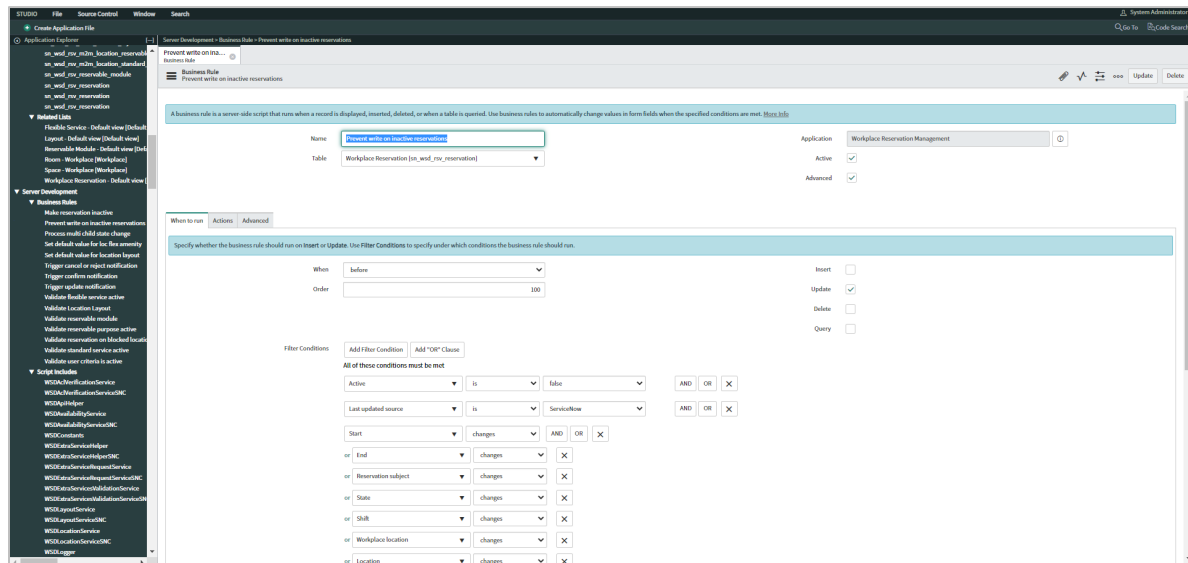 STUDIO File Source Control Window Search
System Administrator
Create Application File
Go To Code Search
Application Explorer
Server Development > Business Rule > Prevent write on inactive reservations
sn_wsd_rsv_m2m_location_reservabl
sn_wsd_rsv_m2m_location_standard_
sn_wsd_rsv_reservable_module
sn_wsd_rsv_reservation
sn_wsd_rsv_reservation
sn_wsd_rsv_reservation
Related Lists
Flexible Service - Default view [Default
Layout - Default view [Default view]
Reservable Module - Default view [Defa
Room - Workplace [Workplace]
Space - Workplace [Workplace]
Workplace Reservation - Default view [
Server Development
Business Rules
Make reservation inactive
Prevent write on inactive reservations
Process multi child state change
Set default value for loc flex amenity
Set default value for location layout
Trigger cancel or reject notification
Trigger confirm notification
Trigger update notification
Validate flexible service active
Validate Location Layout
Validate reservable module
Validate reservable purpose active
Validate reservation on blocked locatio
Validate standard service active
Validate user criteria is active
Script Includes
WSDAclVerificationService
WSDAclVerificationServiceSNC
WSDApiHelper
WSDAvailabilityService
WSDAvailabilityServiceSNC
WSDConstants
WSDExtraServiceHelper
WSDExtraServiceHelperSNC
WSDExtraServiceRequestService
WSDExtraServiceRequestServiceSNC
WSDExtraServicesValidationService
WSDExtraServicesValidationServiceSN
WSDLayoutService
WSDLayoutServiceSNC
WSDLocationService
WSDLocationServiceSNC
WSDLogger
Prevent write on ina...
Business Rule
Business Rule
Prevent write on inactive reservations
Update Delete
A business rule is a server-side script that runs when a record is displayed, inserted, deleted, or when a table is queried. Use business rules to automatically change values in form fields when the specified conditions are met. More Info
Name Prevent write on inactive reservations
Application Workplace Reservation Management
Table Workplace Reservation [sn_wsd_rsv_reservation]
Active
Advanced
When to run Actions Advanced
Specify whether the business rule should run on Insert or Update. Use Filter Conditions to specify under which conditions the business rule should run.
When before
Insert
Order 100
Update
Delete
Query
Filter Conditions Add Filter Condition Add "OR" Clause
All of these conditions must be met
Active is false AND OR X
Last updated source is ServiceNow AND OR X
Start changes AND OR X
or End changes X
or Reservation subject changes X
or State changes X
or Shift changes X
or Workplace location changes X
or Location changes X